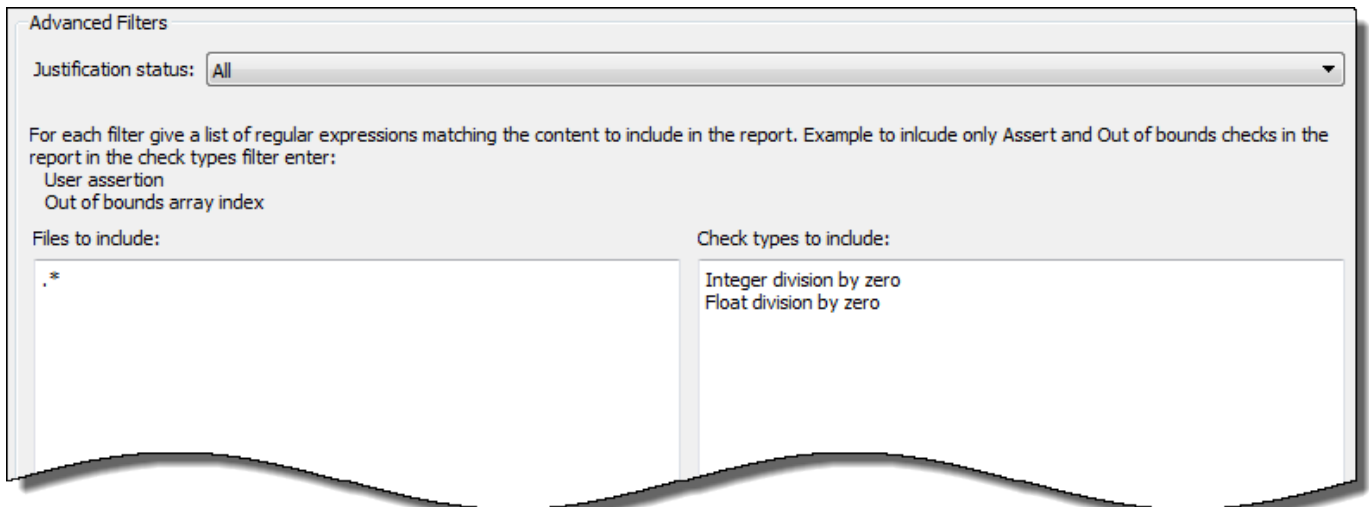 Advanced Filters
Justification status: All
For each filter give a list of regular expressions matching the content to include in the report. Example to inlcude only Assert and Out of bounds checks in the
report in the check types filter enter:
User assertion
Out of bounds array index
Files to include:
Check types to include:
.*
Integer division by zero
Float division by zero